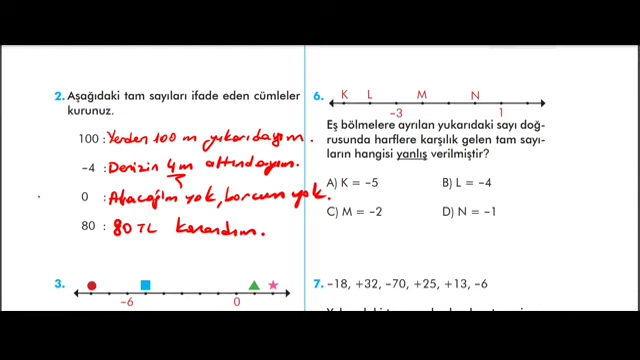 2. Aşağıdaki tam sayıları ifade eden cümleler
kurunuz.
100 : Yerden 100 m yukarıdayım.
-4 : Denizin 4 m altındayım.
0 : Alacağım yok, borcum yok.
80 : 80 TL kazandım.
3.
-6 0
6. K L M N
-3 1
Eş bölmelere ayrılan yukarıdaki sayı doğ-
rusunda harflere karşılık gelen tam sayı-
ların hangisi yanlış verilmiştir?
A) K = -5 B) L = -4
C) M = -2 D) N = -1
7. -18, +32, -70, +25, +13, -6